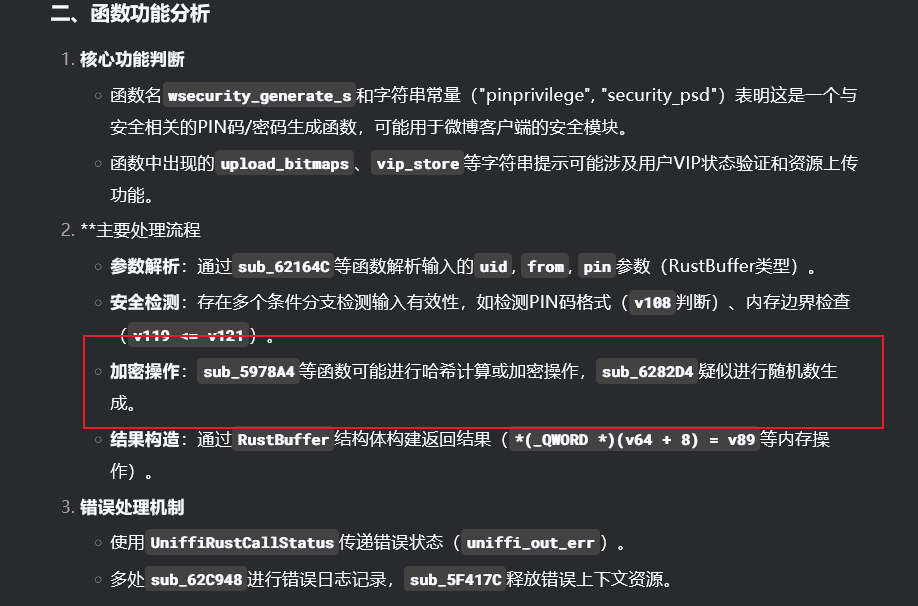 二、函数功能分析
1. 核心功能判断
○ 函数名 wsecurity_generate_s 和字符串常量（"pinprivilege", "security_psd"）表明这是一个与
安全相关的PIN码/密码生成函数，可能用于微博客户端的安全模块。
○ 函数中出现的 upload_bitmaps 、 vip_store 等字符串提示可能涉及用户VIP状态验证和资源上传
功能。
2. **主要处理流程
○ 参数解析：通过 sub_62164C 等函数解析输入的 uid , from , pin 参数（RustBuffer类型）。
○ 安全检测：存在多个条件分支检测输入有效性，如检测PIN码格式（ v108 判断）、内存边界检查
（ v119 <= v121 ）。
○ 加密操作： sub_5978A4 等函数可能进行哈希计算或加密操作， sub_6282D4 疑似进行随机数生
成。
○ 结果构造：通过 RustBuffer 结构体构建返回结果（ *(_QWORD *)(v64 + 8) = v89 等内存操
作）。
3. 错误处理机制
○ 使用 UniffiRustCallStatus 传递错误状态（ uniffi_out_err ）。
○ 多处 sub_62C948 进行错误日志记录， sub_5F417C 释放错误上下文资源。